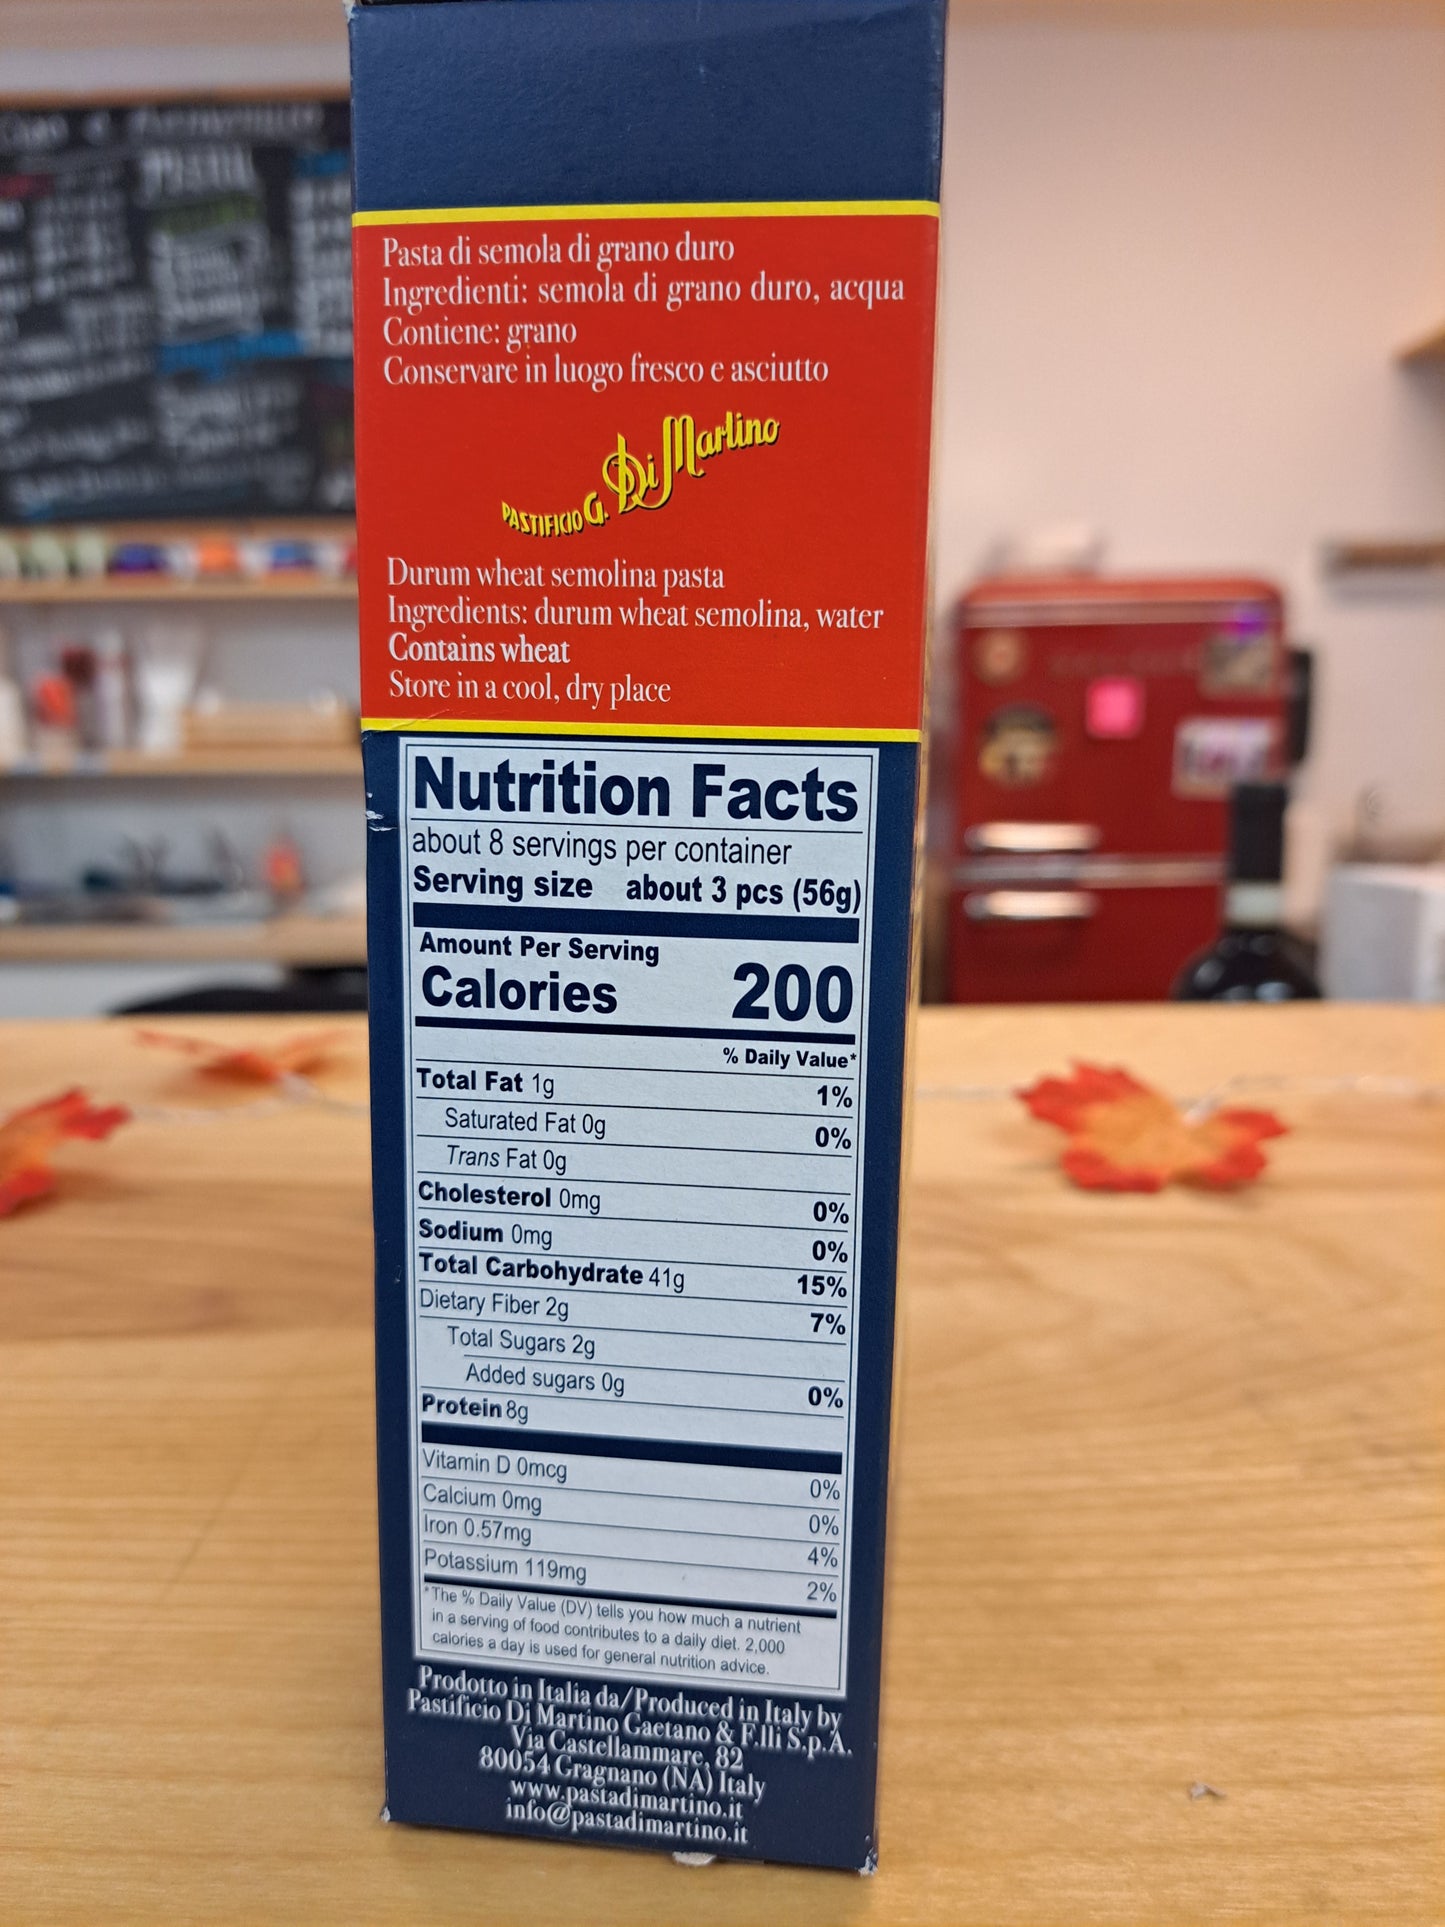 Pasta di semola di grano duro
Ingredienti: semola di grano duro, acqua
Contiene: grano
Conservare in luogo fresco e asciutto
PASTIFICIO G. Di Martino
Durum wheat semolina pasta
Ingredients: durum wheat semolina, water
Contains wheat
Store in a cool, dry place
Nutrition Facts
about 8 servings per container
Serving size about 3 pcs (56g)
Amount Per Serving
Calories 200
% Daily Value*
Total Fat 1g 1%
Saturated Fat 0g 0%
Trans Fat 0g
Cholesterol 0mg 0%
Sodium 0mg 0%
Total Carbohydrate 41g 15%
Dietary Fiber 2g 7%
Total Sugars 2g
Added sugars 0g 0%
Protein 8g
Vitamin D 0mcg 0%
Calcium 0mg 0%
Iron 0.57mg 4%
Potassium 119mg 2%
*The % Daily Value (DV) tells you how much a nutrient
in a serving of food contributes to a daily diet. 2,000
calories a day is used for general nutrition advice.
Prodotto in Italia da/Produced in Italy by
Pastificio Di Martino Gaetano & F.lli S.p.A.
Via Castellammare, 82
80054 Gragnano (NA) Italy
www.pastadimartino.it
info@pastadimartino.it